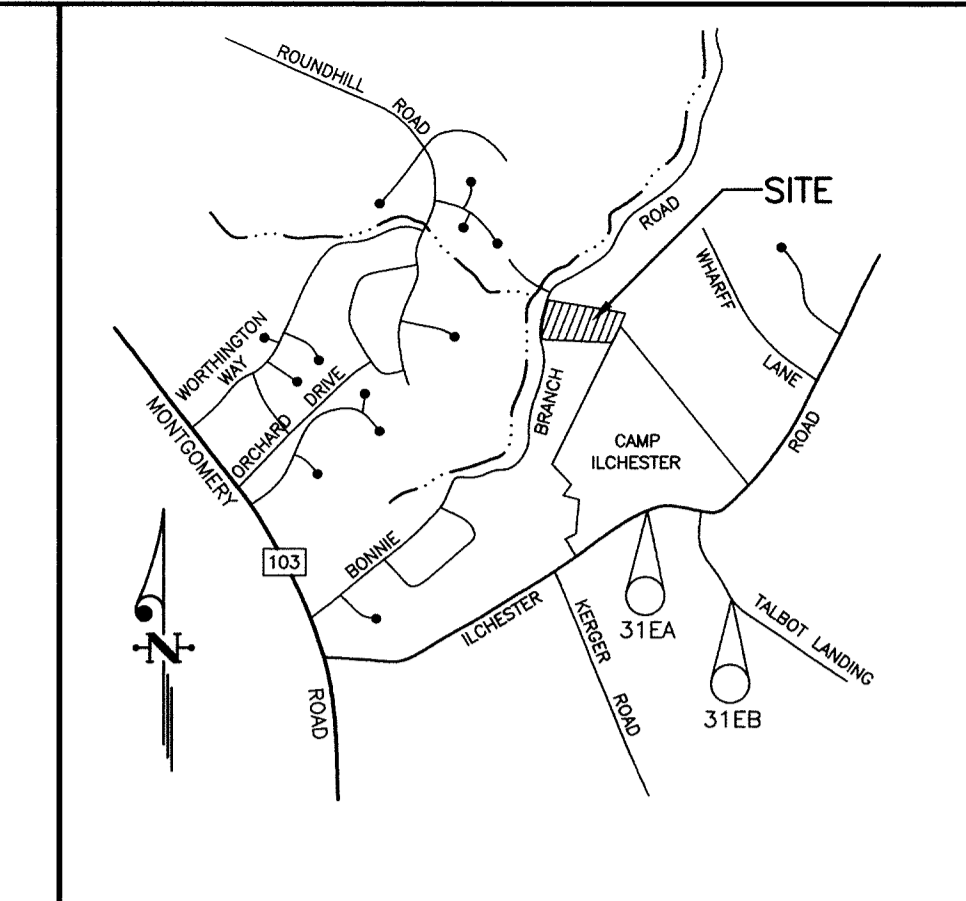 ROUNDHILL
ROAD
SITE
ROAD
WHARFF
LANE
ROAD
WORTHINGTON
WAY
ORCHARD DRIVE
MONTGOMERY
BRANCH
CAMP
ILCHESTER
103
BONNIE
ILCHESTER
KERGER
ROAD
31EA
TALBOT LANDING
31EB
ROAD
N